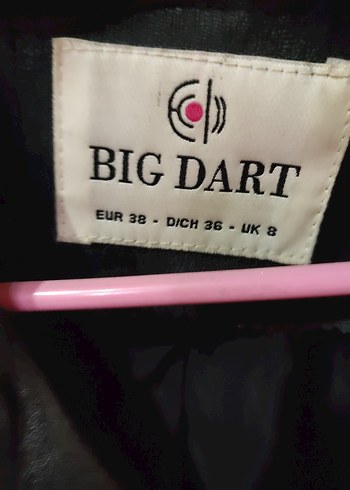 BIG DART
EUR 38 - D/CH 36 - UK 8